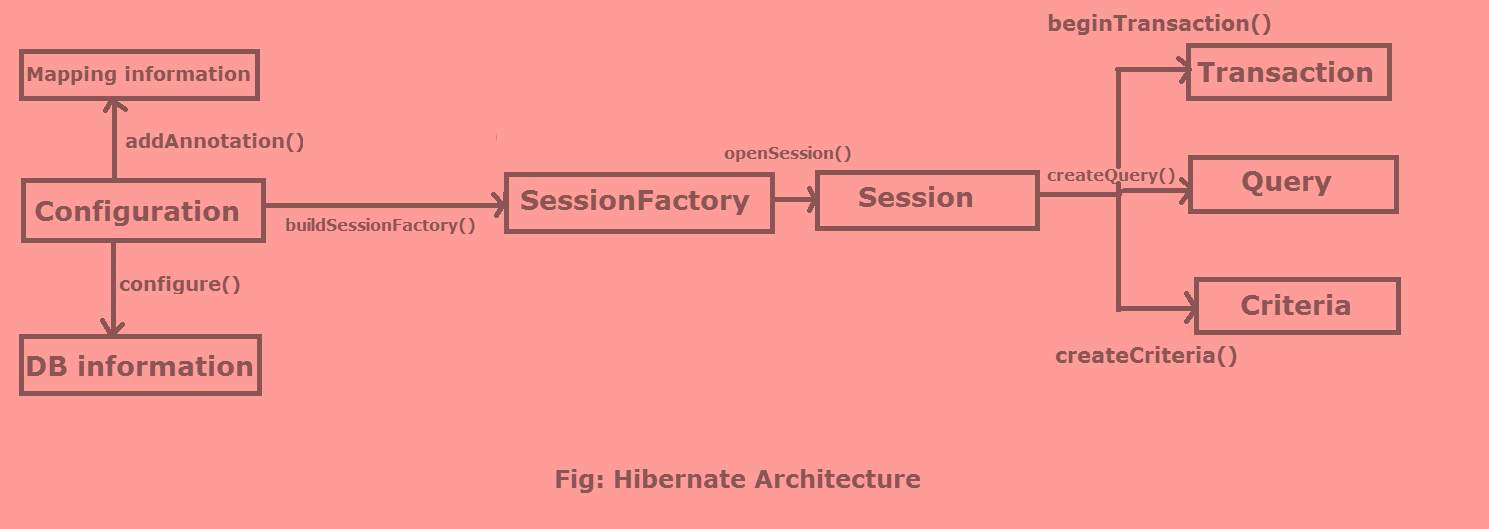 beginTransaction()
Transaction
Mapping information
addAnnotation()
openSession()
createQuery()
Query
Configuration
buildSessionFactory()
SessionFactory
Session
configure()
Criteria
createCriteria()
DB information
Fig: Hibernate Architecture